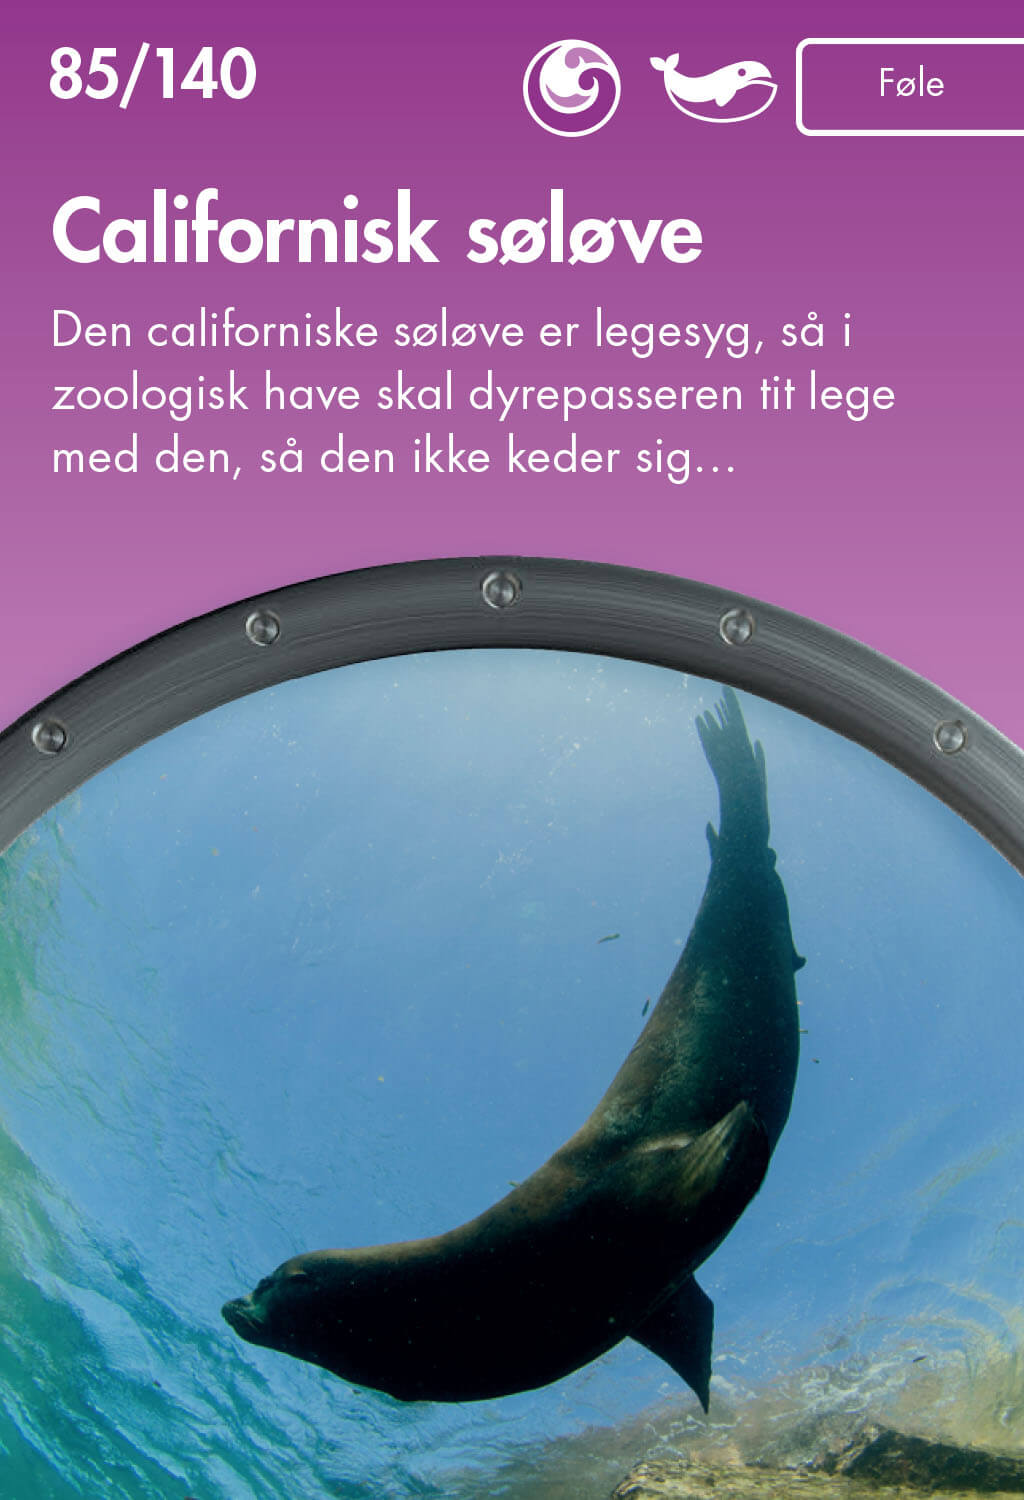 85/140
Føle
Californisk søløve
Den californiske søløve er legesyg, så i
zoologisk have skal dyrepasseren tit lege
med den, så den ikke keder sig...